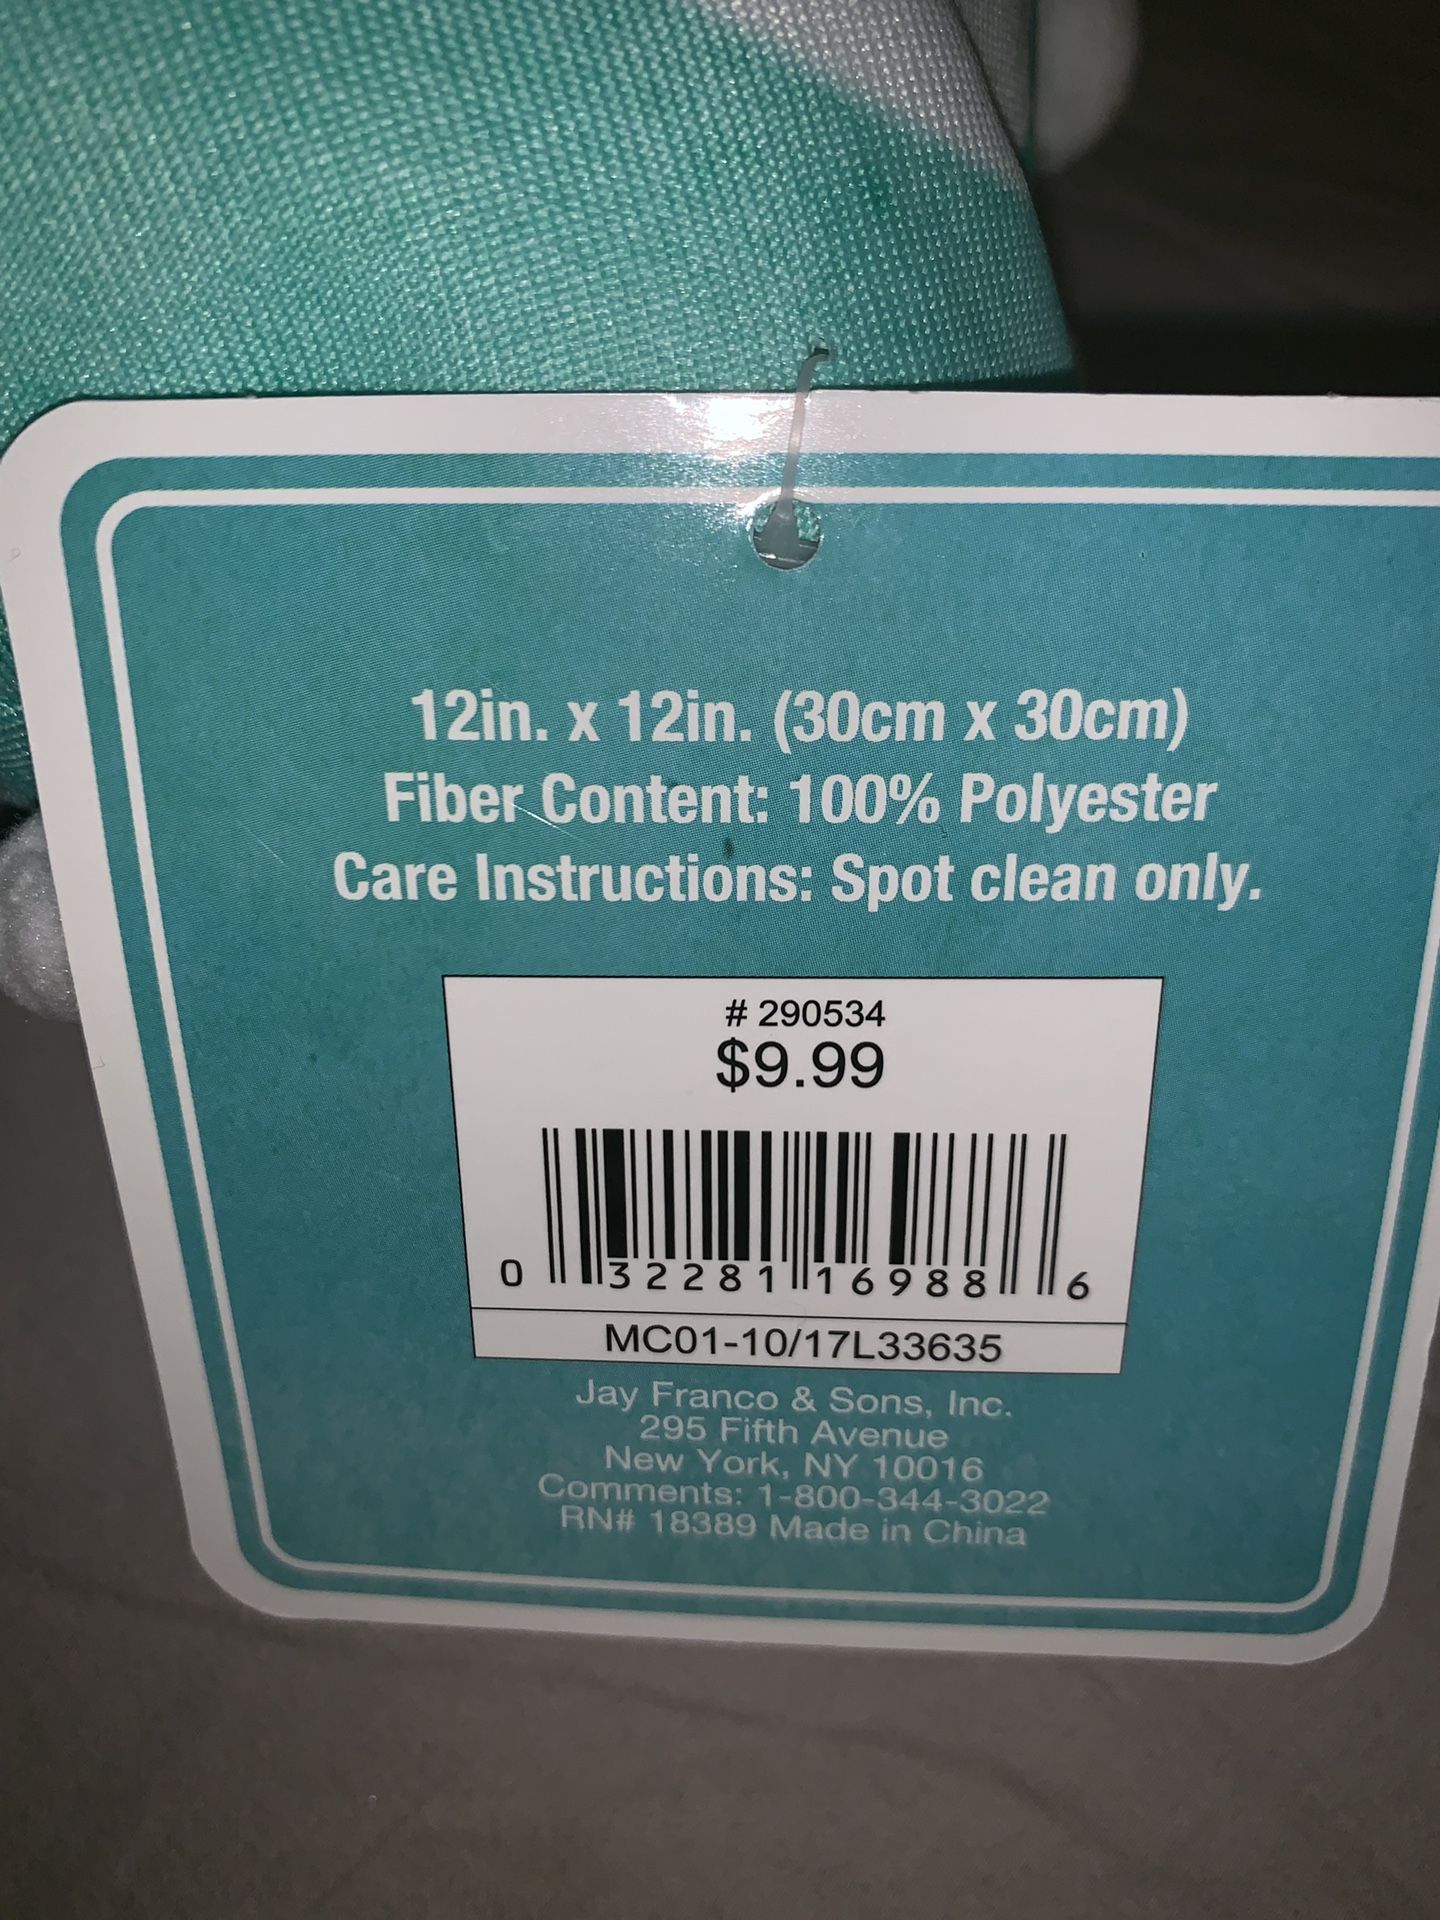 12in. x 12in. (30cm x 30cm)
Fiber Content: 100% Polyester
Care Instructions: Spot clean only.
# 290534
$9.99
0 32281 16988 6
MC01-10/17L33635
Jay Franco & Sons, Inc.
295 Fifth Avenue
New York, NY 10016
Comments: 1-800-344-3022
RN# 18389 Made in China